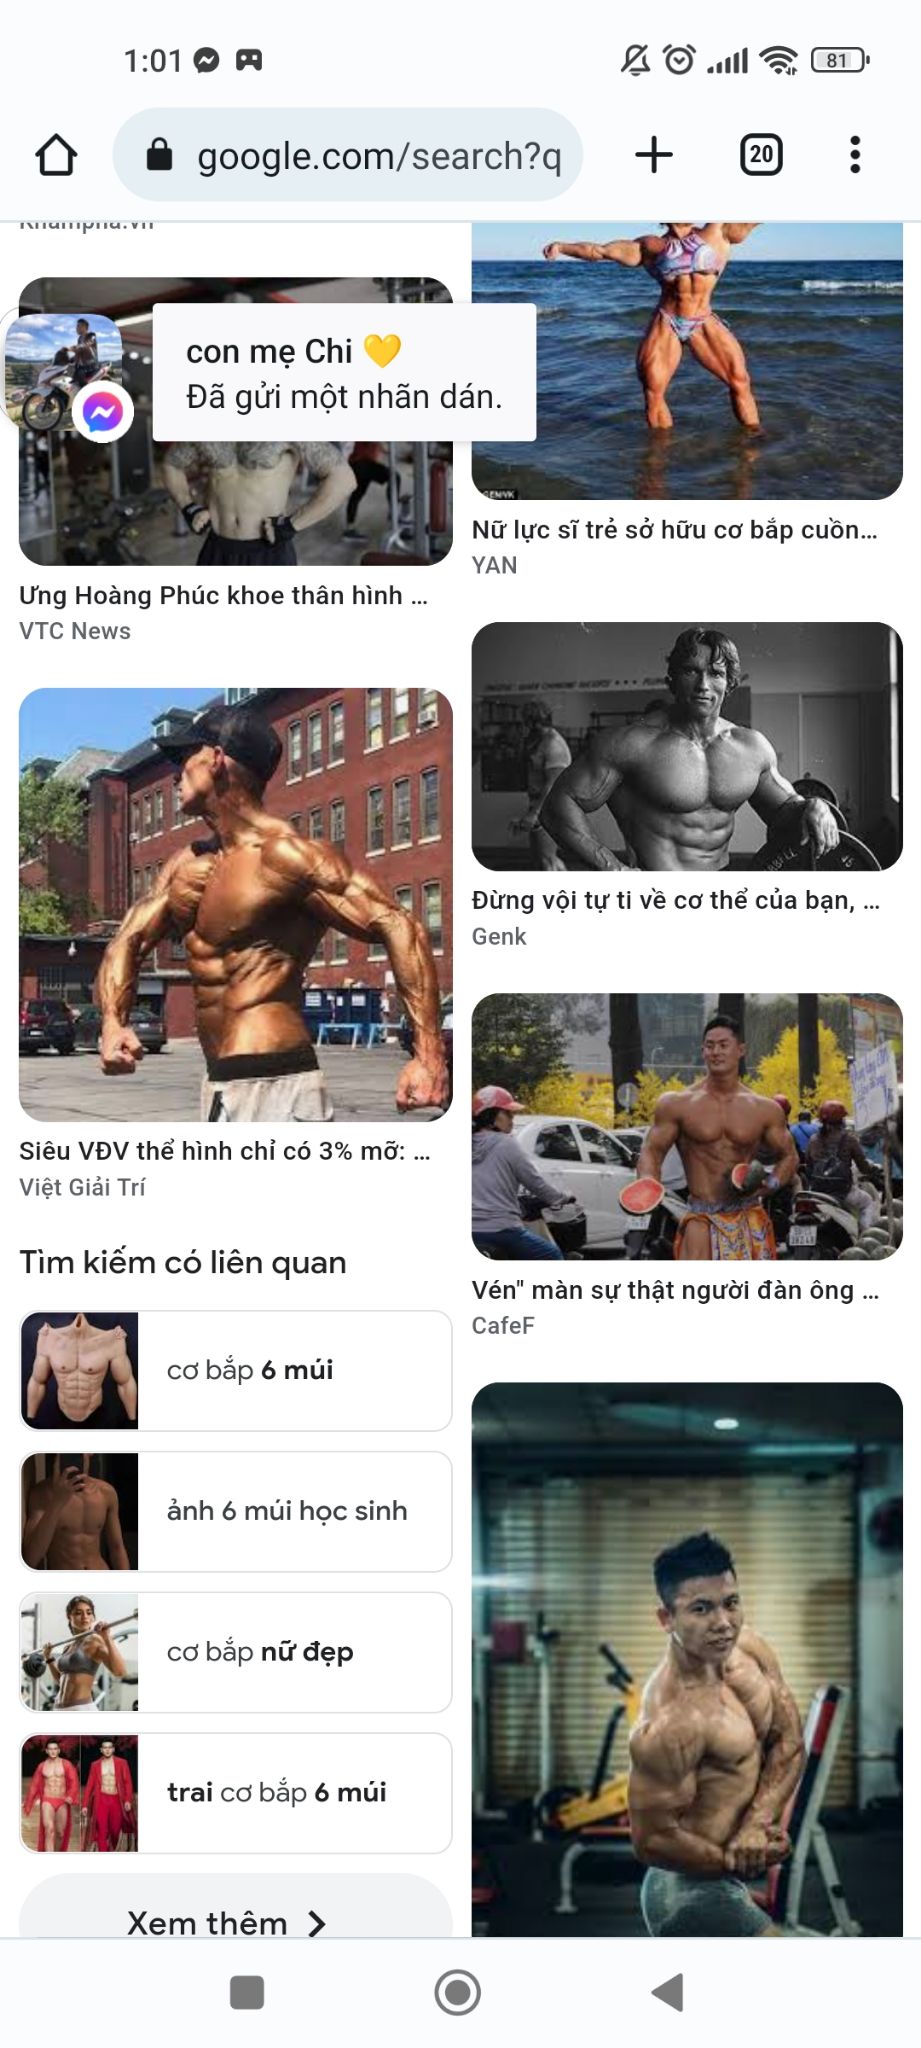 1:01
81
google.com/search?q
20
Khampha.vn
con mẹ Chi 💛
Đã gửi một nhãn dán.
Ưng Hoàng Phúc khoe thân hình ...
VTC News
Siêu VĐV thể hình chỉ có 3% mỡ: ...
Việt Giải Trí
Tìm kiếm có liên quan
cơ bắp 6 múi
ảnh 6 múi học sinh
cơ bắp nữ đẹp
trai cơ bắp 6 múi
Xem thêm
Nữ lực sĩ trẻ sở hữu cơ bắp cuồn...
YAN
Đừng vội tự ti về cơ thể của bạn, ...
Genk
Vén" màn sự thật người đàn ông ...
CafeF